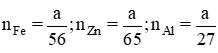 n_Fe = a/56; n_Zn = a/65; n_Al = a/27